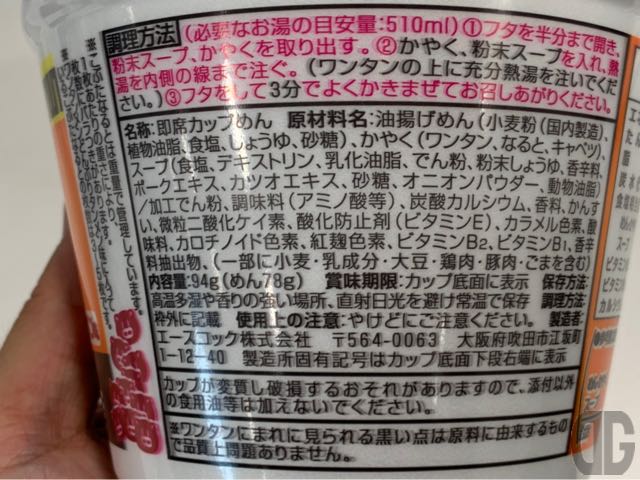 調理方法 (必要なお湯の目安量:510ml) ①フタを半分まで開き、
粉末スープ、かやくを取り出す。②かやく、粉末スープを入れ、熱
湯を内側の線まで注ぐ。(ワンタンの上に充分熱湯を注いでくだ
さい。)③フタをして3分でよくかきまぜてお召しあがりください。
名称:即席カップめん 原材料名:油揚げめん(小麦粉(国内製造)、
植物油脂、食塩、しょうゆ、砂糖)、かやく(ワンタン、なると、キャベツ)、
スープ(食塩、デキストリン、乳化油脂、でん粉、粉末しょうゆ、香辛料、
ポークエキス、カツオエキス、砂糖、オニオンパウダー、動物油脂)
/加工でん粉、調味料(アミノ酸等)、炭酸カルシウム、香料、かんす
い、微粒二酸化ケイ素、酸化防止剤(ビタミンE)、カラメル色素、酸
味料、カロチノイド色素、紅麹色素、ビタミンB2、ビタミンB1、香辛
料抽出物、(一部に小麦・乳成分・大豆・鶏肉・豚肉・ごまを含む)
内容量:94g(めん78g) 賞味期限:カップ底面に表示 保存方法:
高温多湿や香りの強い場所、直射日光を避け常温で保存 調理方法:
枠外に記載 使用上の注意:やけどにご注意ください。 製造者:
エースコック株式会社 〒564-0063 大阪府吹田市江坂町
1-12-40 製造所固有記号はカップ底面下段右端に表示
カップが変質し破損するおそれがありますので、添付以外
の食用油等は加えないでください。
※ワンタンにまれに見られる黒い点は原料に由来するもの
で品質上問題ありません。